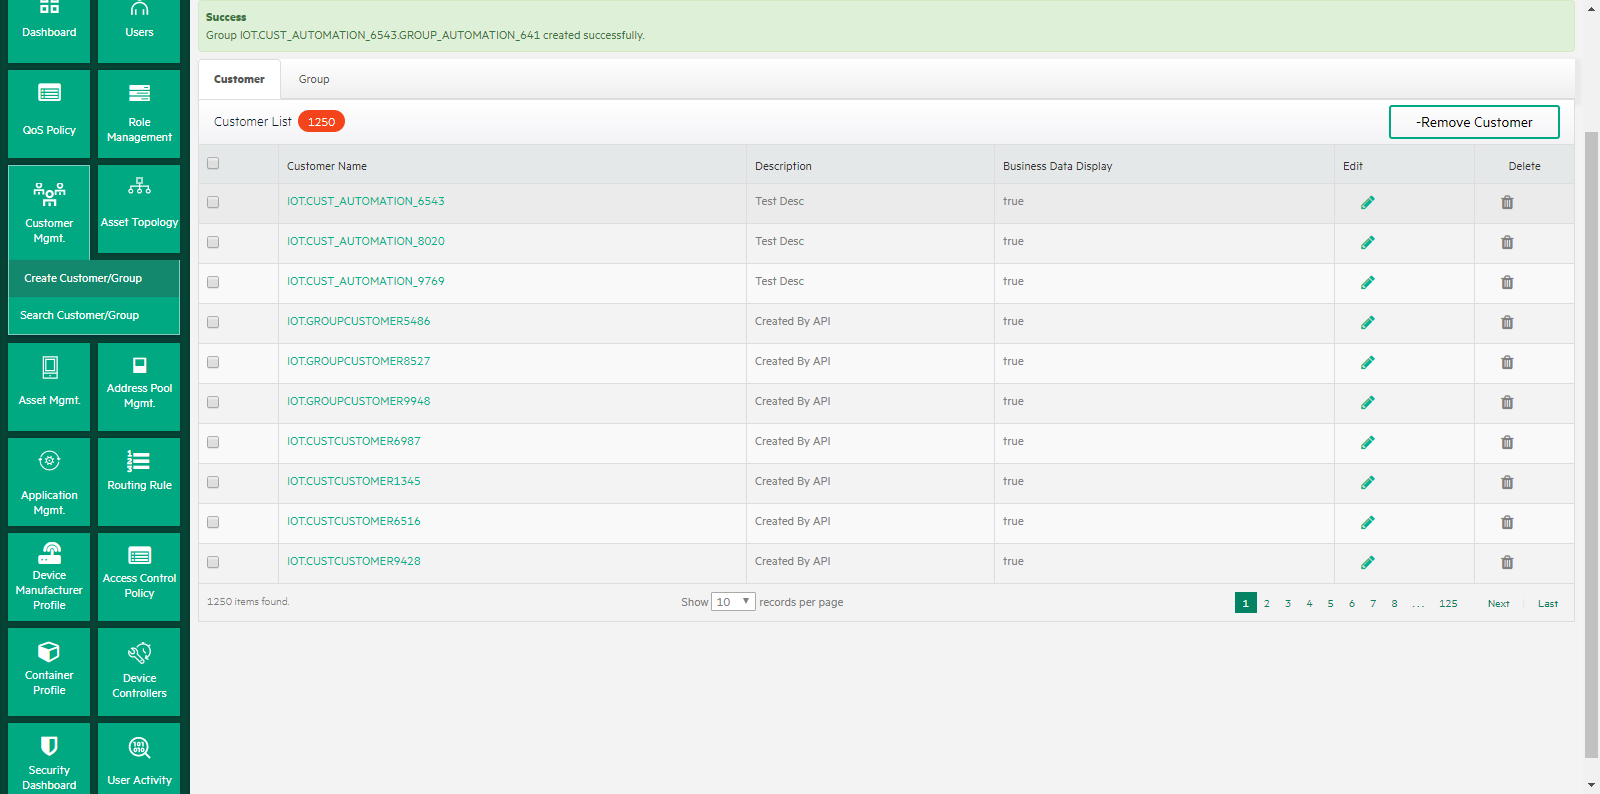 Dashboard
Users
QoS Policy
Role
Management
Customer
Mgmt.
Asset Topology
Create Customer/Group
Search Customer/Group
Asset Mgmt.
Address Pool
Mgmt.
Application
Mgmt.
Routing Rule
Device
Manufacturer
Profile
Access Control
Policy
Container
Profile
Device
Controllers
Security
Dashboard
User Activity
Success
Group IOT.CUST_AUTOMATION_6543.GROUP_AUTOMATION_641 created successfully.
Customer Group
Customer List 1250 -Remove Customer
Customer Name Description Business Data Display Edit Delete
IOT.CUST_AUTOMATION_6543 Test Desc true
IOT.CUST_AUTOMATION_8020 Test Desc true
IOT.CUST_AUTOMATION_9769 Test Desc true
IOT.GROUPCUSTOMER5486 Created By API true
IOT.GROUPCUSTOMER8527 Created By API true
IOT.GROUPCUSTOMER9948 Created By API true
IOT.CUSTCUSTOMER6987 Created By API true
IOT.CUSTCUSTOMER1345 Created By API true
IOT.CUSTCUSTOMER6516 Created By API true
IOT.CUSTCUSTOMER9428 Created By API true
1250 items found. Show 10 records per page 1 2 3 4 5 6 7 8 ... 125 Next Last